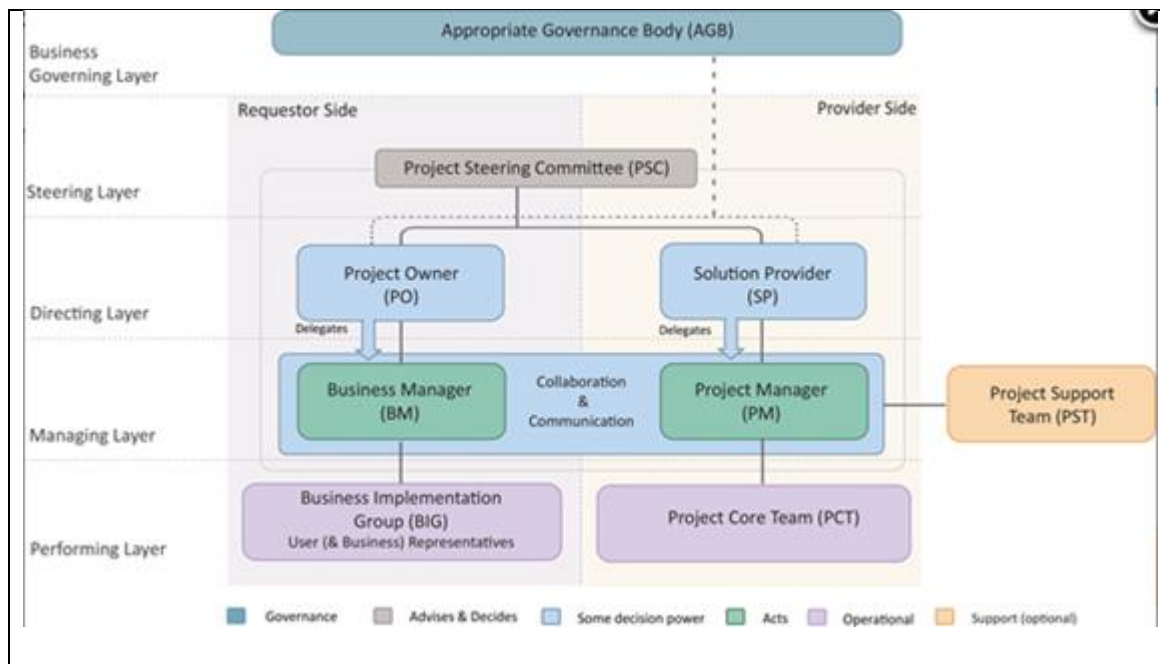 Appropriate Governance Body (AGB)
Business
Governing Layer
Requestor Side
Provider Side
Project Steering Committee (PSC)
Steering Layer
Project Owner
(PO)
Solution Provider
(SP)
Directing Layer
Delegates
Delegates
Business Manager
(BM)
Collaboration
&
Communication
Project Manager
(PM)
Project Support
Team (PST)
Managing Layer
Business Implementation
Group (BIG)
User (& Business) Representatives
Project Core Team (PCT)
Performing Layer
Governance
Advises & Decides
Some decision power
Acts
Operational
Support (optional)